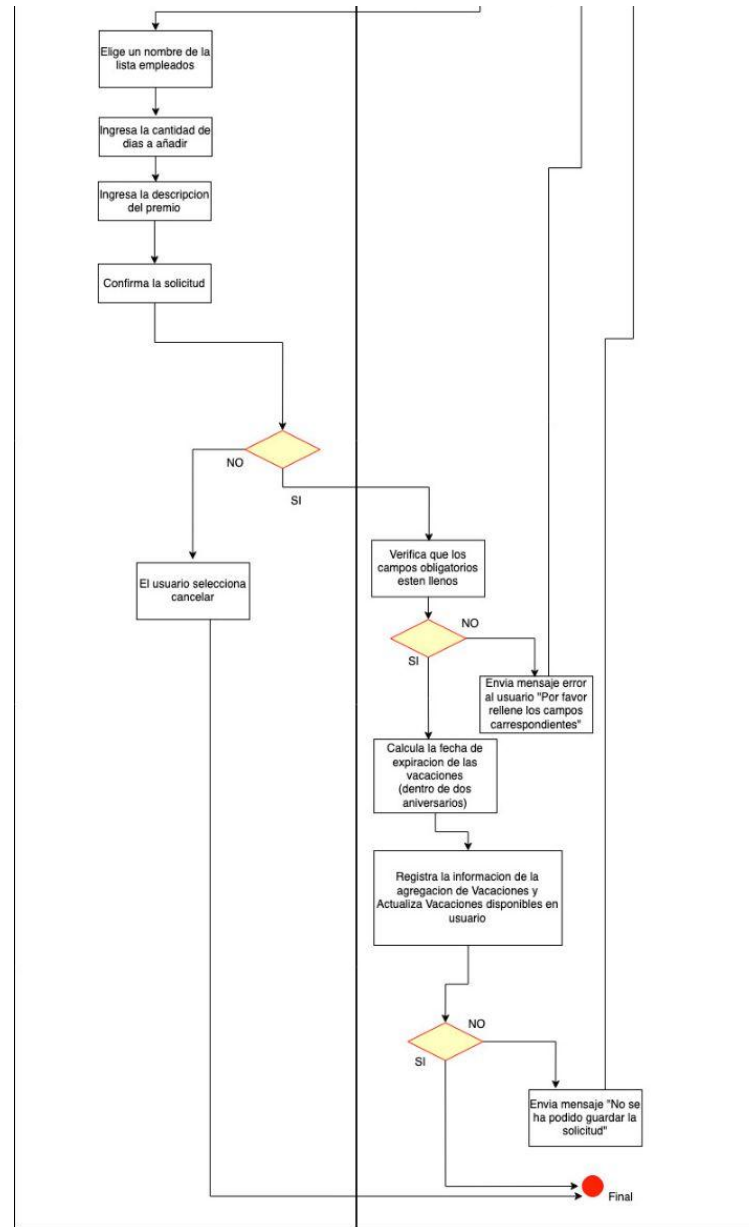 Elige un nombre de la
lista empleados
Ingresa la cantidad de
dias a añadir
Ingresa la descripcion
del premio
Confirma la solicitud
NO
SI
El usuario selecciona
cancelar
Verifica que los
campos obligatorios
esten llenos
NO
SI
Envia mensaje error
al usuario "Por favor
rellene los campos
carrespondientes"
Calcula la fecha de
expiracion de las
vacaciones
(dentro de dos
aniversarios)
Registra la informacion de la
agregacion de Vacaciones y
Actualiza Vacaciones disponibles en
usuario
NO
SI
Envia mensaje "No se
ha podido guardar la
solicitud"
Final